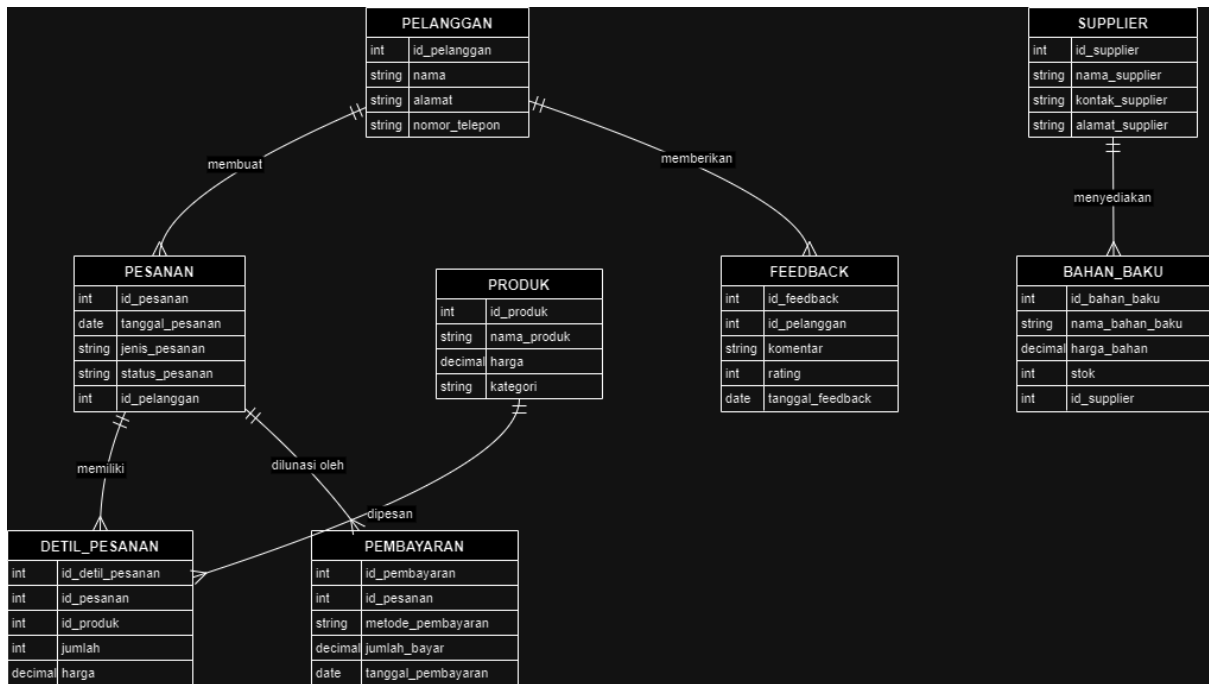 PELANGGAN
int id_pelanggan
string nama
string alamat
string nomor_telepon
SUPPLIER
int id_supplier
string nama_supplier
string kontak_supplier
string alamat_supplier
membuat
memberikan
menyediakan
PESANAN
int id_pesanan
date tanggal_pesanan
string jenis_pesanan
string status_pesanan
int id_pelanggan
PRODUK
int id_produk
string nama_produk
decimal harga
string kategori
FEEDBACK
int id_feedback
int id_pelanggan
string komentar
int rating
date tanggal_feedback
BAHAN_BAKU
int id_bahan_baku
string nama_bahan_baku
decimal harga_bahan
int stok
int id_supplier
memiliki
dilunasi oleh
dipesan
DETIL_PESANAN
int id_detil_pesanan
int id_pesanan
int id_produk
int jumlah
decimal harga
PEMBAYARAN
int id_pembayaran
int id_pesanan
string metode_pembayaran
decimal jumlah_bayar
date tanggal_pembayaran